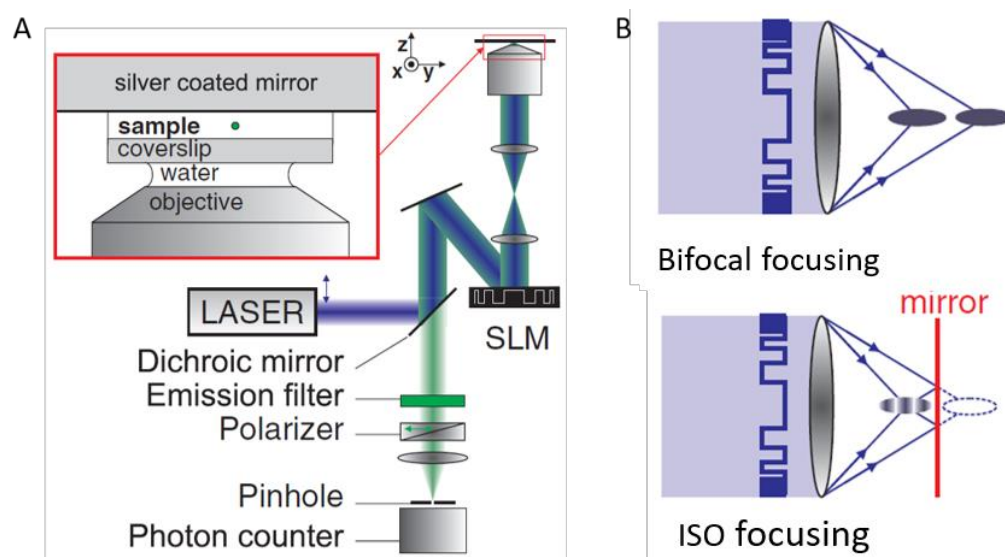 A
silver coated mirror
sample
coverslip
water
objective
z
x
y
LASER
SLM
Dichroic mirror
Emission filter
Polarizer
Pinhole
Photon counter
B
Bifocal focusing
mirror
ISO focusing